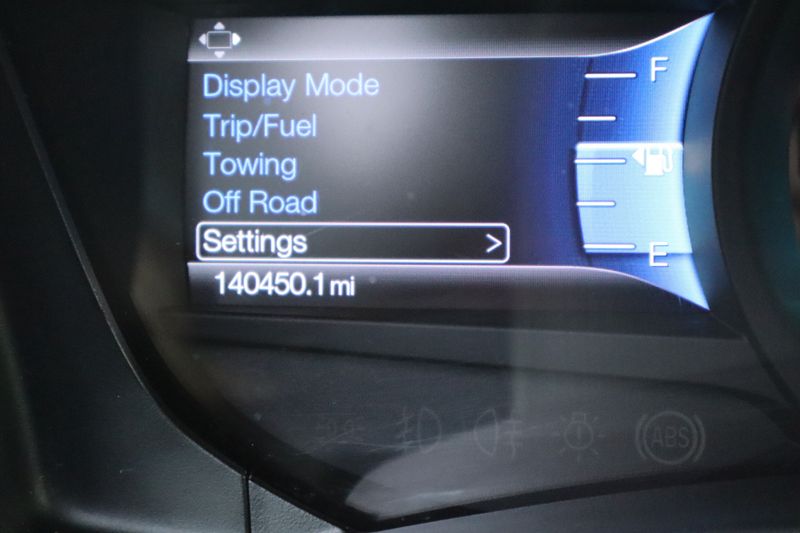 Display Mode
F
Trip/Fuel
Towing
Off Road
Settings >
E
140450.1 mi
ABS